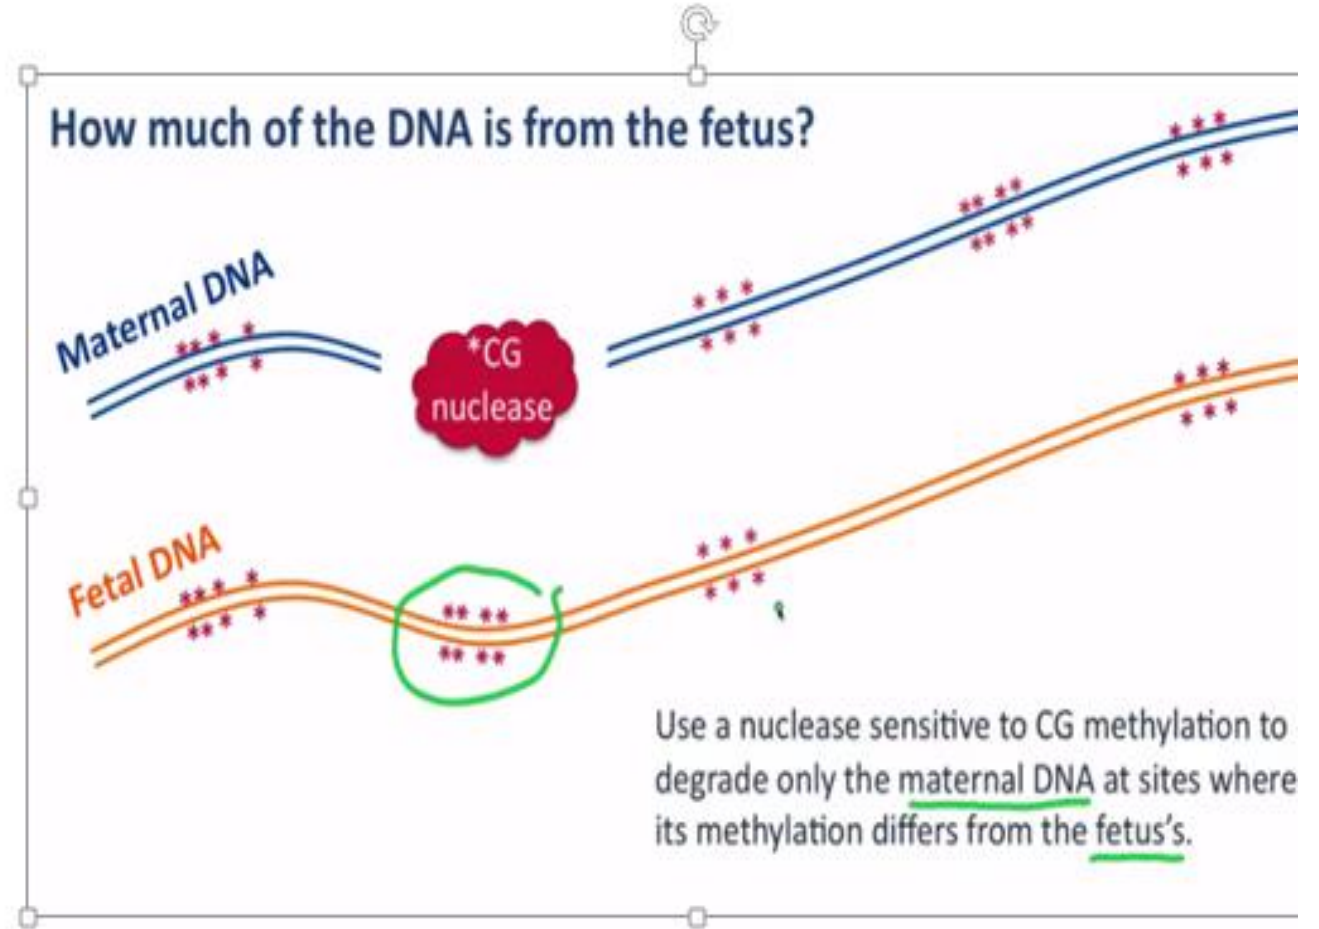 How much of the DNA is from the fetus?
Maternal DNA
*CG
nuclease
Fetal DNA
Use a nuclease sensitive to CG methylation to
degrade only the maternal DNA at sites where
its methylation differs from the fetus's.